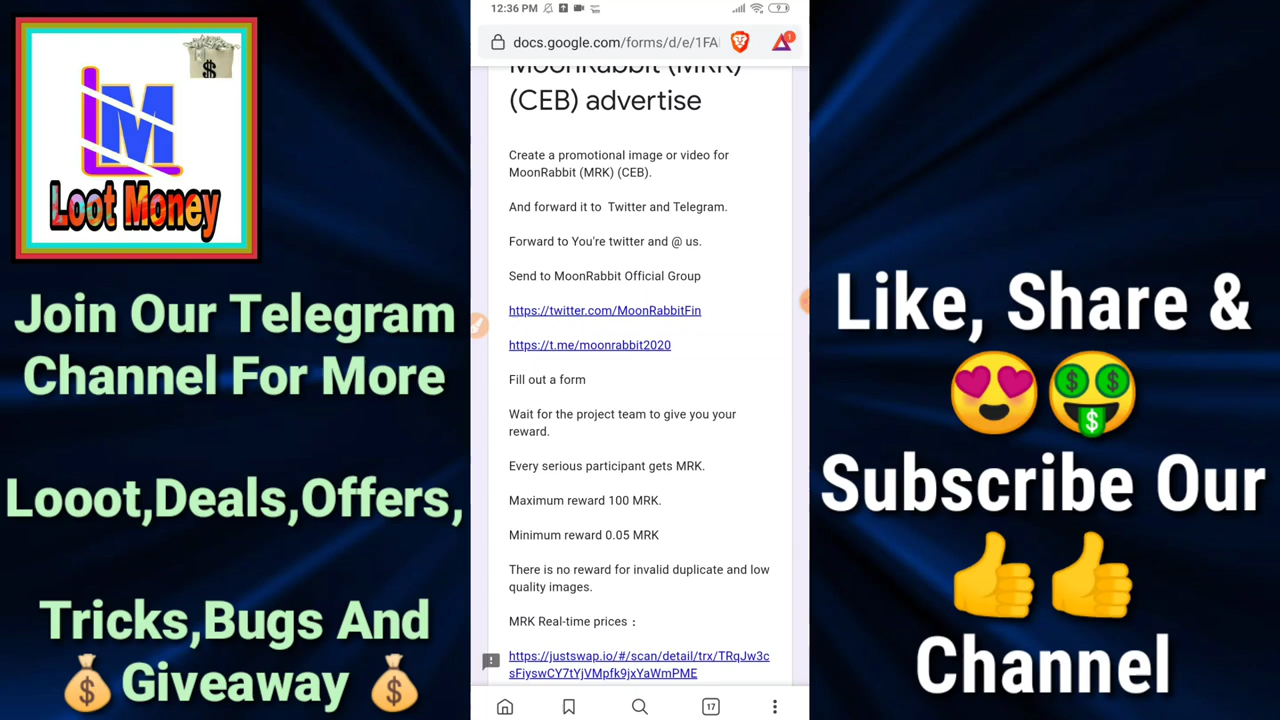 LM
Loot Money
Join Our Telegram
Channel For More
Looot,Deals,Offers,
Tricks,Bugs And
Giveaway
12:36 PM
9
docs.google.com/forms/d/e/1FAI
1
MoonRabbit (MRK)
(CEB) advertise
Create a promotional image or video for
MoonRabbit (MRK) (CEB).
And forward it to Twitter and Telegram.
Forward to You're twitter and @ us.
Send to MoonRabbit Official Group
https://twitter.com/MoonRabbitFin
https://t.me/moonrabbit2020
Fill out a form
Wait for the project team to give you your
reward.
Every serious participant gets MRK.
Maximum reward 100 MRK.
Minimum reward 0.05 MRK
There is no reward for invalid duplicate and low
quality images.
MRK Real-time prices：
https://justswap.io/#/scan/detail/trx/TRqJw3c
sFiyswCY7tYjVMpfk9jxYaWmPME
17
Like, Share &
Subscribe Our
Channel